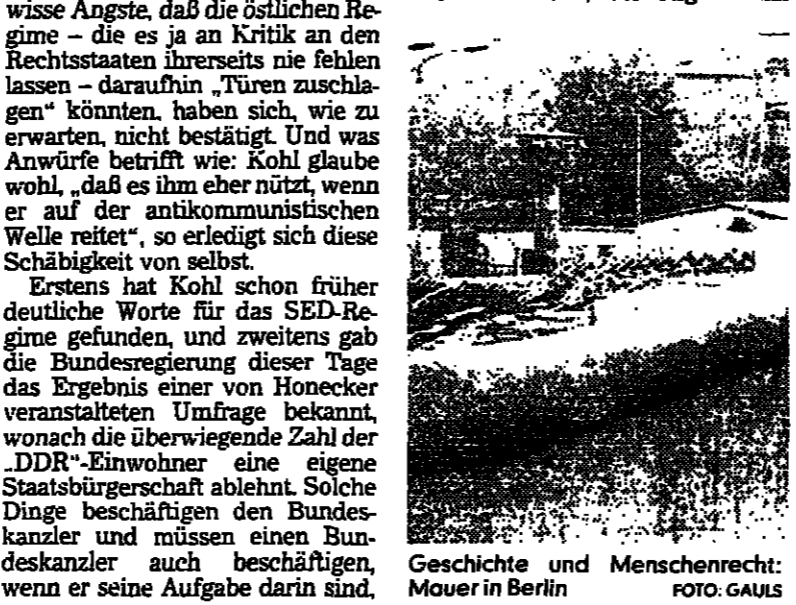 wisse Ängste, daß die östlichen Re-
gime – die es ja an Kritik an den
Rechtsstaaten ihrerseits nie fehlen
lassen – daraufhin „Türen zuschla-
gen“ könnten, haben sich, wie zu
erwarten, nicht bestätigt. Und was
Anwürfe betrifft wie: Kohl glaube
wohl, „daß es ihm eher nützt, wenn
er auf der antikommunistischen
Welle reitet“, so erledigt sich diese
Schäbigkeit von selbst.
Erstens hat Kohl schon früher
deutliche Worte für das SED-Re-
gime gefunden, und zweitens gab
die Bundesregierung dieser Tage
das Ergebnis einer von Honecker
veranstalteten Umfrage bekannt,
wonach die überwiegende Zahl der
„DDR“-Einwohner eine eigene
Staatsbürgerschaft ablehnt. Solche
Dinge beschäftigen den Bundes-
kanzler und müssen einen Bun-
deskanzler auch beschäftigen,
wenn er seine Aufgabe darin sind,
Geschichte und Menschenrecht:
Mauer in Berlin FOTO: GAULS